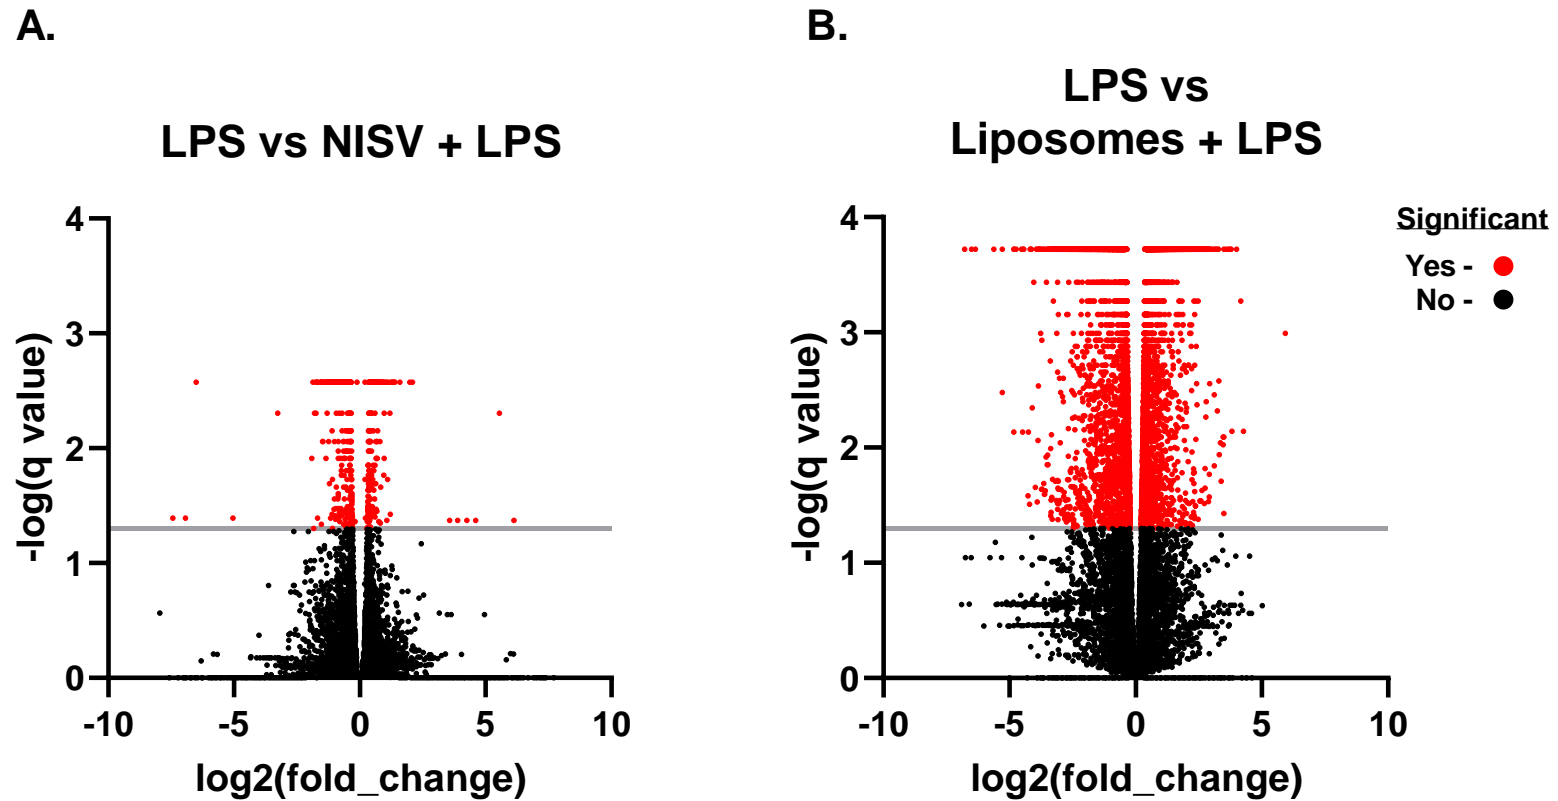 A.
LPS vs NISV + LPS
4
3
2
1
0
-10
-5
0
5
10
-log(q value)
log2(fold_change)
B.
LPS vs
Liposomes + LPS
4
3
2
1
0
-10
-5
0
5
10
-log(q value)
log2(fold_change)
Significant
Yes -
No -